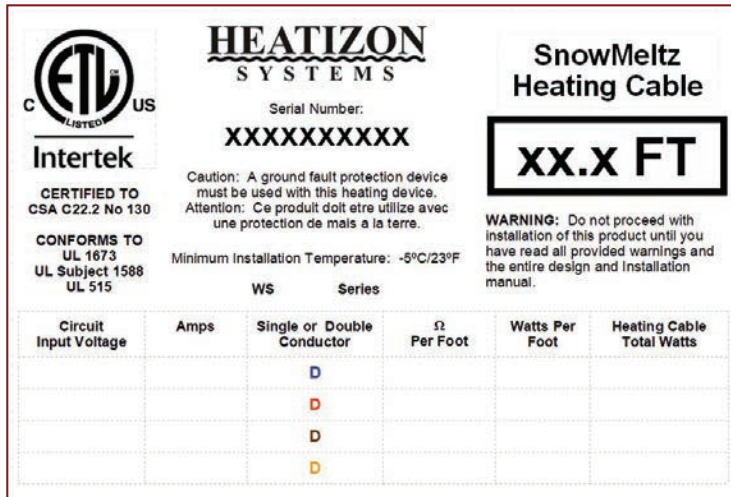 C ETL CM US
LISTED
Intertek
CERTIFIED TO
CSA C22.2 No 130
CONFORMS TO
UL 1673
UL Subject 1588
UL 515
HEATIZON
SYSTEMS
Serial Number:
XXXXXXXXXX
Caution: A ground fault protection device
must be used with this heating device.
Attention: Ce produit doit etre utilize avec
une protection de mais a la terre.
Minimum Installation Temperature: -5ºC/23ºF
WS Series
SnowMeltz
Heating Cable
xx.x FT
WARNING: Do not proceed with
installation of this product until you
have read all provided warnings and
the entire design and Installation
manual.
Circuit Input Voltage Amps Single or Double Conductor Ω Per Foot Watts Per Foot Heating Cable Total Watts
D
D
D
D